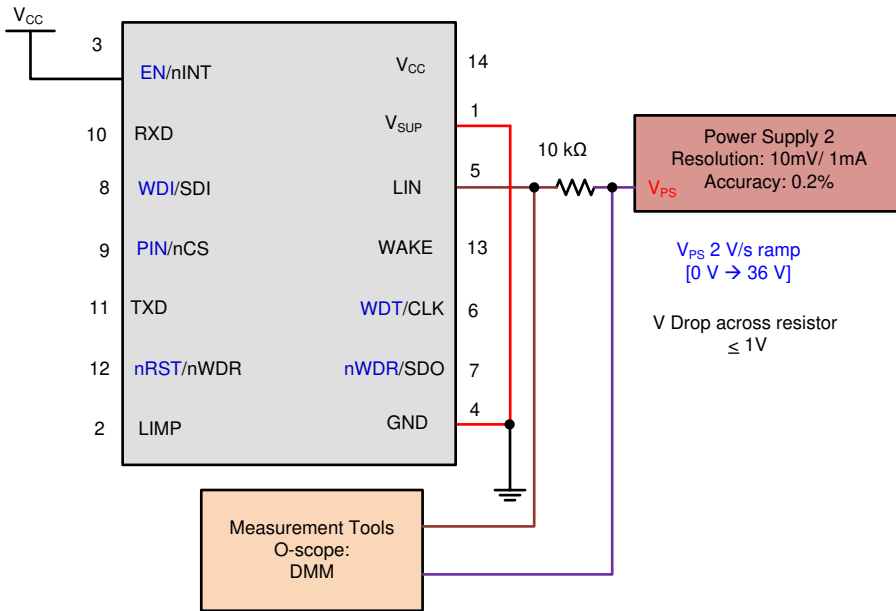 VCC
3
EN/nINT
VCC
14
10
RXD
VSUP
1
8
WDI/SDI
LIN
5
10 kΩ
Power Supply 2
Resolution: 10mV/ 1mA
Accuracy: 0.2%
VPS
9
PIN/nCS
WAKE
13
VPS 2 V/s ramp
[0 V → 36 V]
11
TXD
WDT/CLK
6
V Drop across resistor
≤ 1V
12
nRST/nWDR
nWDR/SDO
7
2
LIMP
GND
4
Measurement Tools
O-scope:
DMM